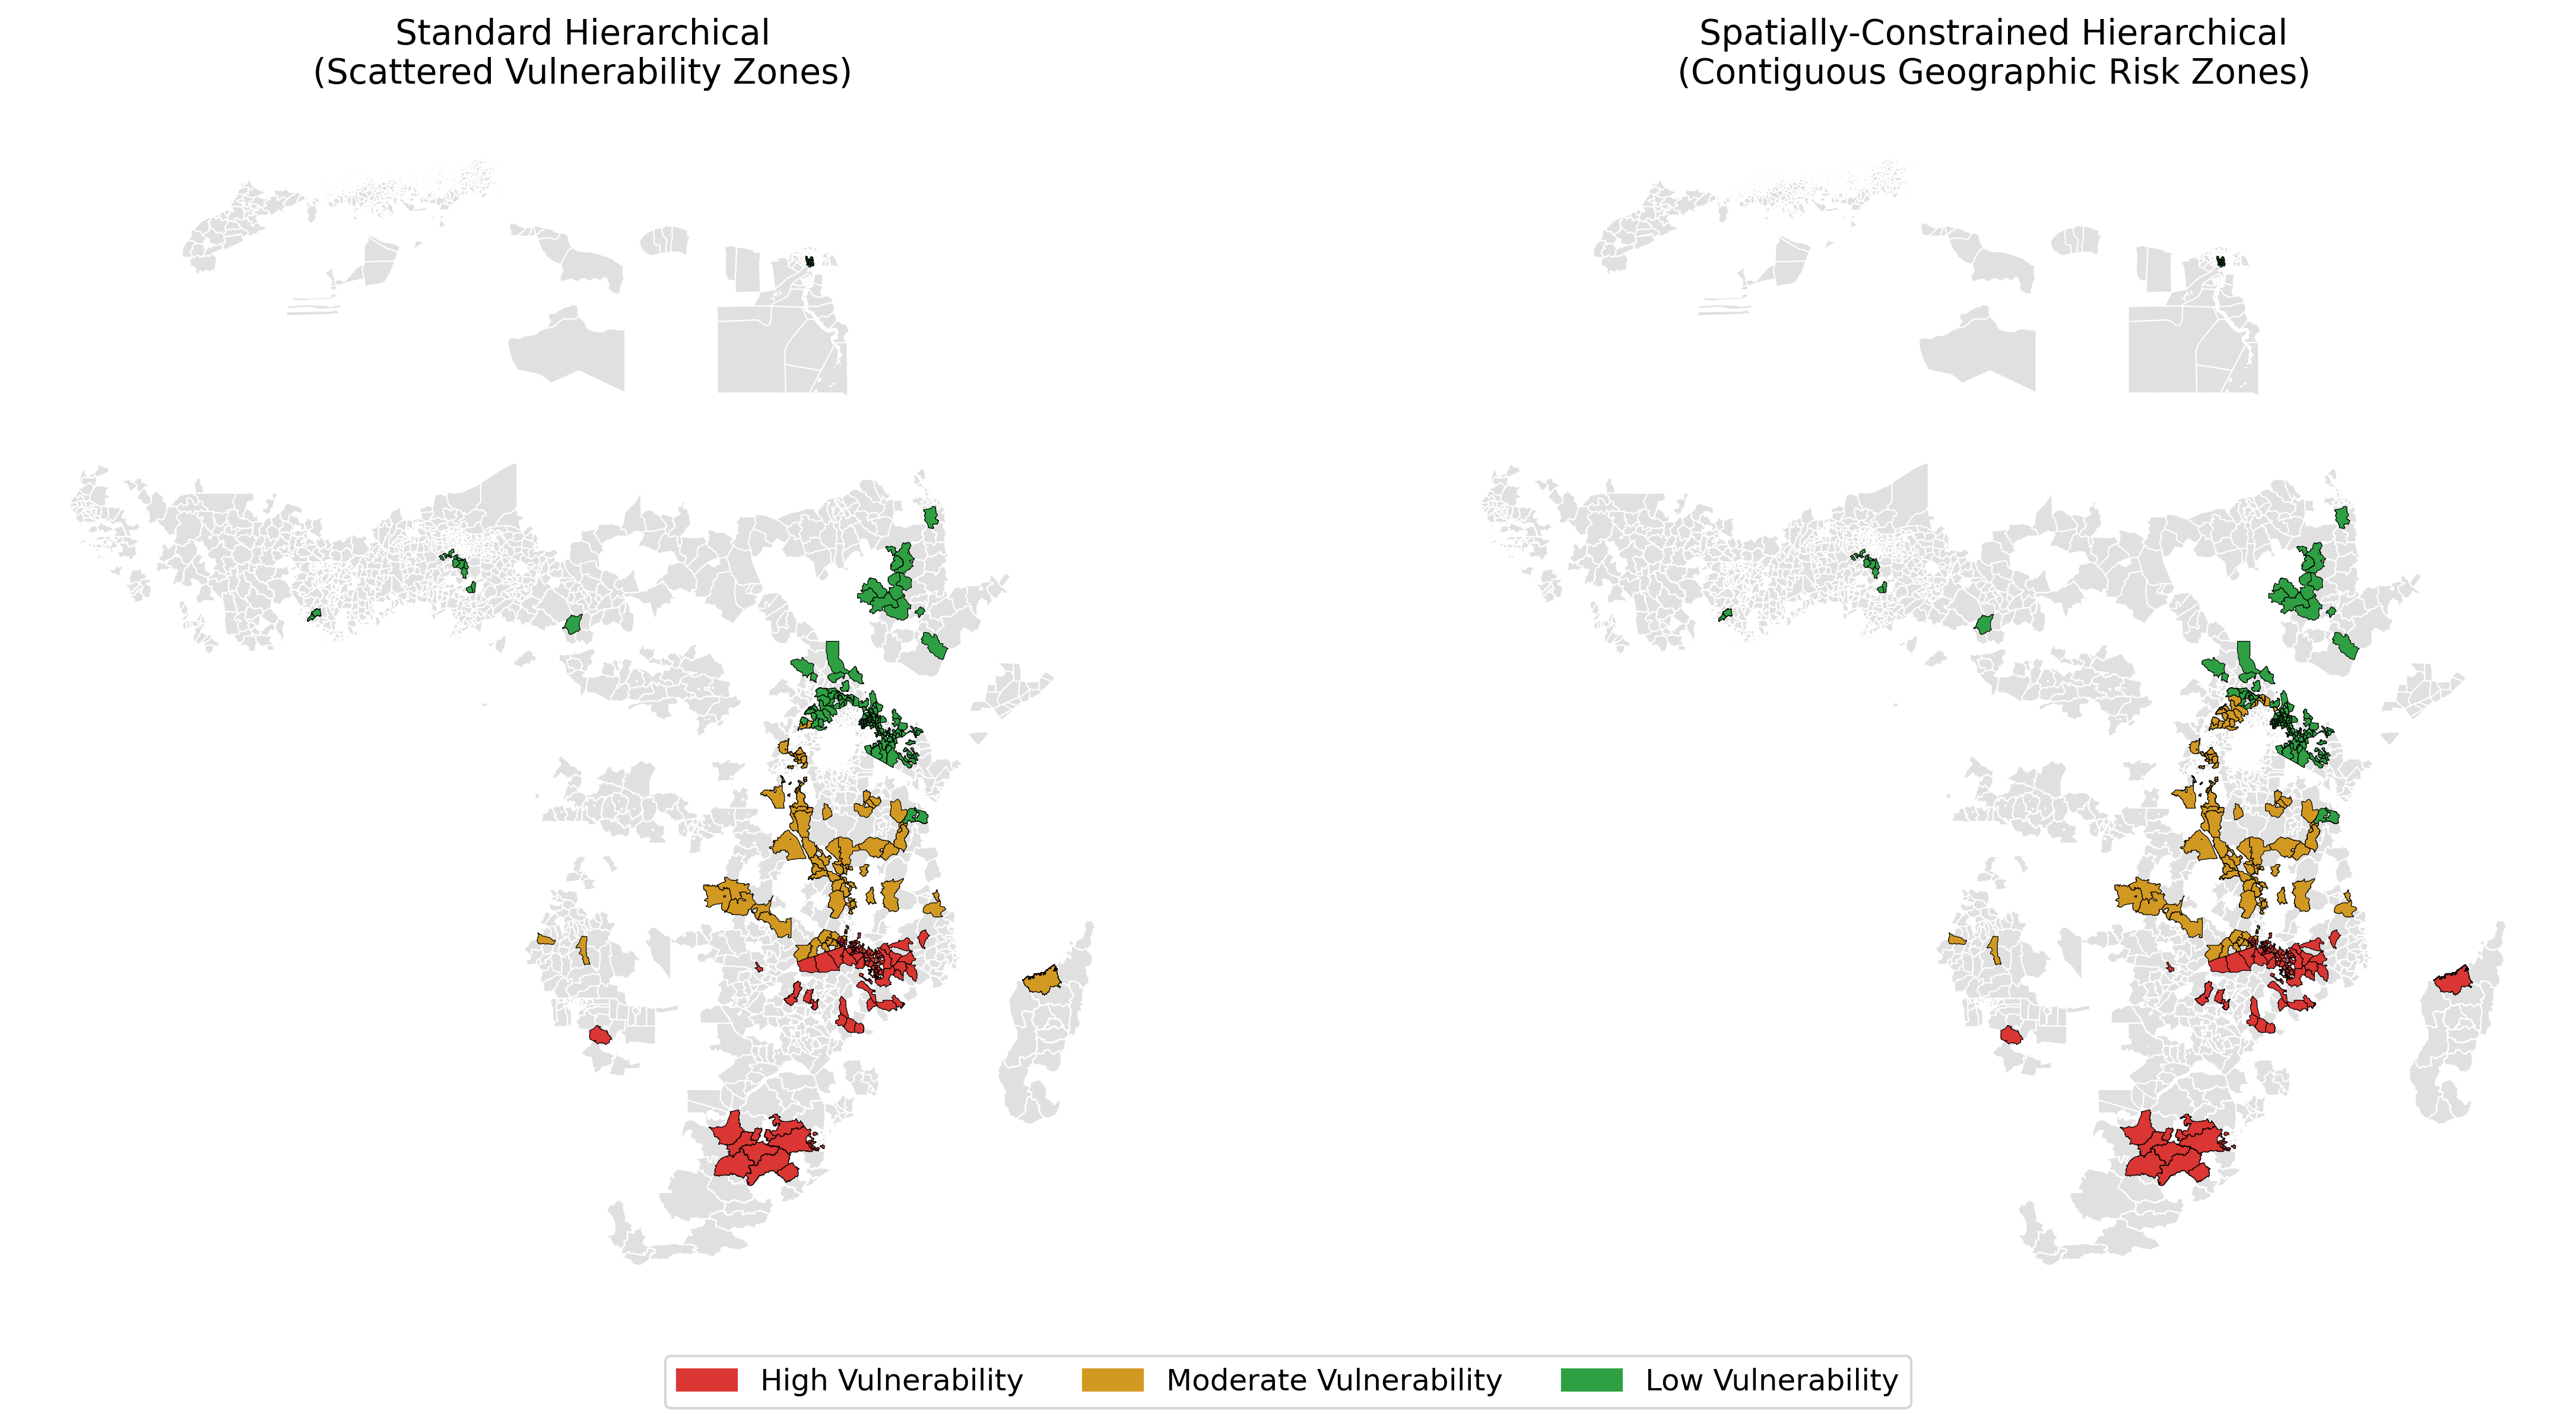 Standard Hierarchical
(Scattered Vulnerability Zones)
Spatially-Constrained Hierarchical
(Contiguous Geographic Risk Zones)
High Vulnerability
Moderate Vulnerability
Low Vulnerability